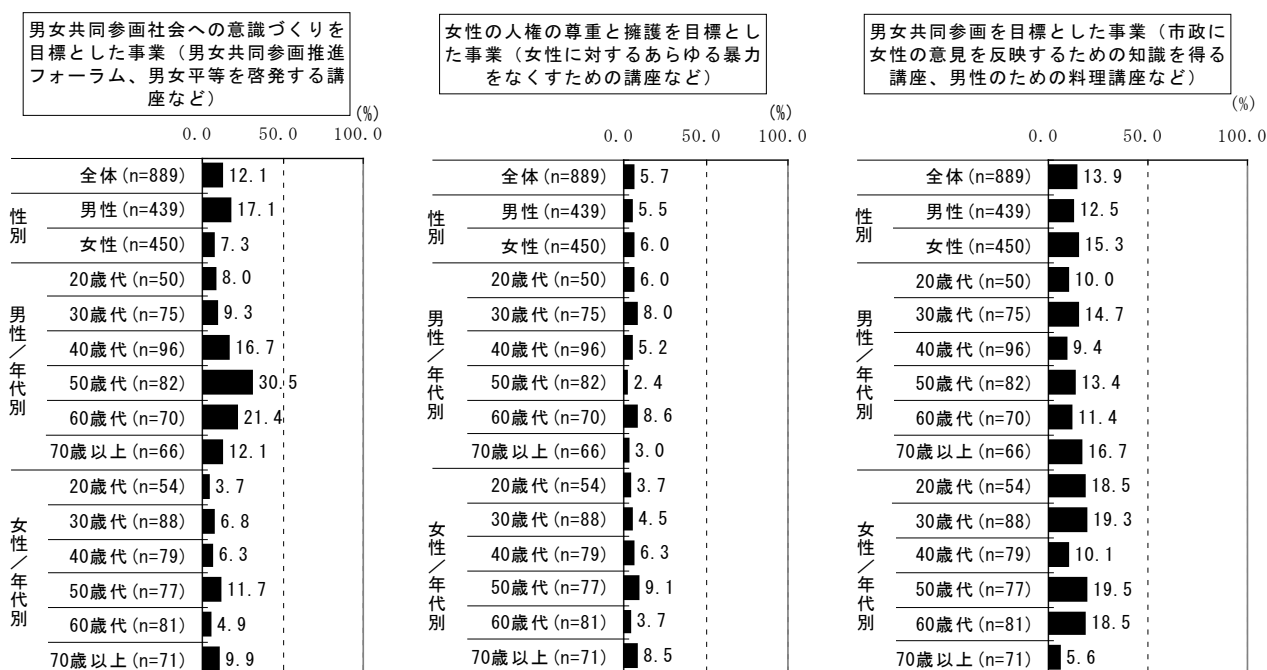 男女共同参画社会への意識づくりを
目標とした事業（男女共同参画推進
フォーラム、男女平等を啓発する講
座など）
(%)
0.0 50.0 100.0
全体(n=889) 12.1
性別
男性(n=439) 17.1
女性(n=450) 7.3
男性／年代別
20歳代(n=50) 8.0
30歳代(n=75) 9.3
40歳代(n=96) 16.7
50歳代(n=82) 30.5
60歳代(n=70) 21.4
70歳以上(n=66) 12.1
女性／年代別
20歳代(n=54) 3.7
30歳代(n=88) 6.8
40歳代(n=79) 6.3
50歳代(n=77) 11.7
60歳代(n=81) 4.9
70歳以上(n=71) 9.9
女性の人権の尊重と擁護を目標とし
た事業（女性に対するあらゆる暴力
をなくすための講座など）
(%)
0.0 50.0 100.0
全体(n=889) 5.7
性別
男性(n=439) 5.5
女性(n=450) 6.0
男性／年代別
20歳代(n=50) 6.0
30歳代(n=75) 8.0
40歳代(n=96) 5.2
50歳代(n=82) 2.4
60歳代(n=70) 8.6
70歳以上(n=66) 3.0
女性／年代別
20歳代(n=54) 3.7
30歳代(n=88) 4.5
40歳代(n=79) 6.3
50歳代(n=77) 9.1
60歳代(n=81) 3.7
70歳以上(n=71) 8.5
男女共同参画を目標とした事業（市政に
女性の意見を反映するための知識を得る
講座、男性のための料理講座など）
(%)
0.0 50.0 100.0
全体(n=889) 13.9
性別
男性(n=439) 12.5
女性(n=450) 15.3
男性／年代別
20歳代(n=50) 10.0
30歳代(n=75) 14.7
40歳代(n=96) 9.4
50歳代(n=82) 13.4
60歳代(n=70) 11.4
70歳以上(n=66) 16.7
女性／年代別
20歳代(n=54) 18.5
30歳代(n=88) 19.3
40歳代(n=79) 10.1
50歳代(n=77) 19.5
60歳代(n=81) 18.5
70歳以上(n=71) 5.6